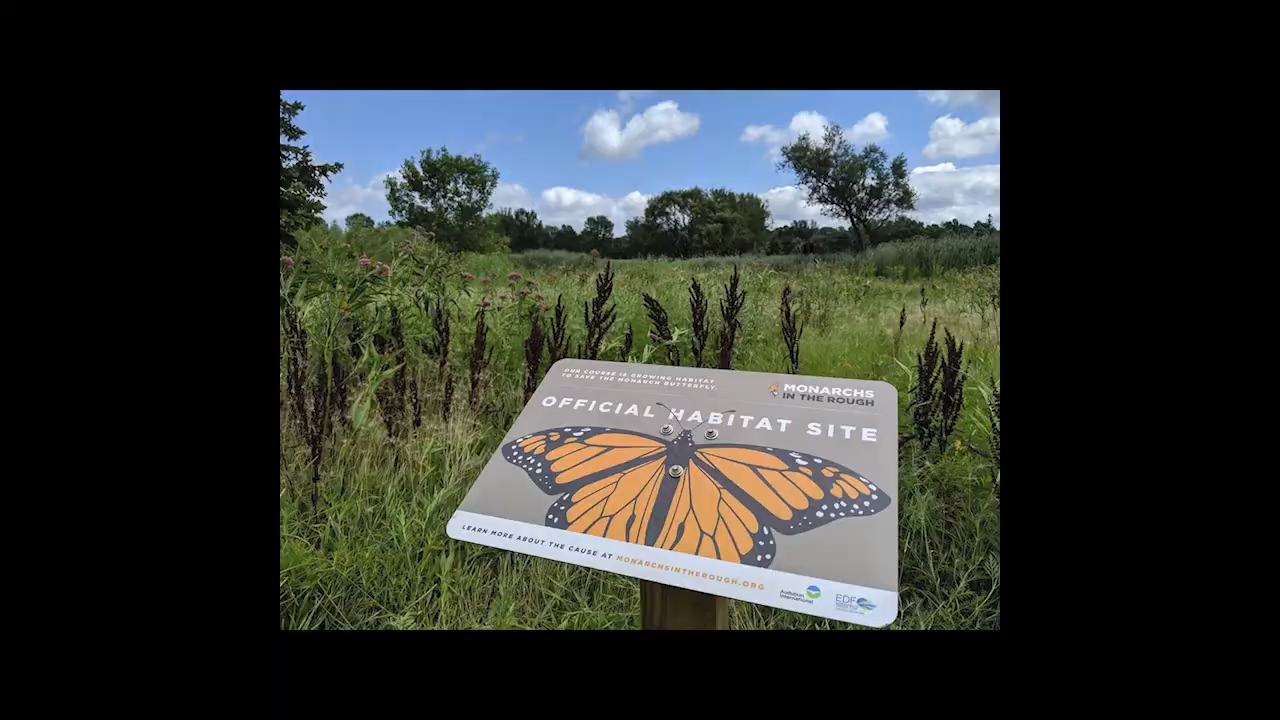 OUR COURSE IS GROWING HABITAT
TO SAVE THE MONARCH BUTTERFLY.
MONARCHS
IN THE ROUGH
OFFICIAL HABITAT SITE
LEARN MORE ABOUT THE CAUSE AT MONARCHSINTHEROUGH.ORG
Audubon
International
EDF